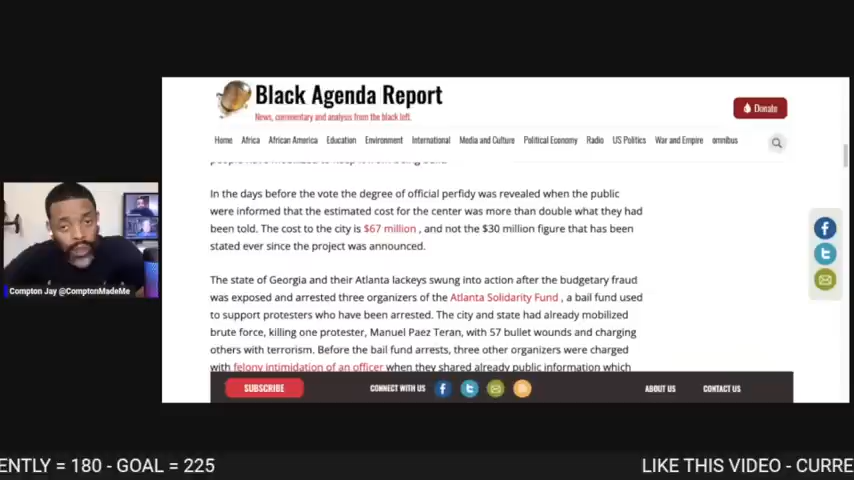 Black Agenda Report
News, commentary and analysis from the black left.
Donate
Home Africa African America Education Environment International Media and Culture Political Economy Radio US Politics War and Empire omnibus
people have mobilized to keep it from being build
In the days before the vote the degree of official perfidy was revealed when the public
were informed that the estimated cost for the center was more than double what they had
been told. The cost to the city is $67 million , and not the $30 million figure that has been
stated ever since the project was announced.
The state of Georgia and their Atlanta lackeys swung into action after the budgetary fraud
was exposed and arrested three organizers of the Atlanta Solidarity Fund , a bail fund used
to support protesters who have been arrested. The city and state had already mobilized
brute force, killing one protester, Manuel Paez Teran, with 57 bullet wounds and charging
others with terrorism. Before the bail fund arrests, three other organizers were charged
with felony intimidation of an officer when they shared already public information which
SUBSCRIBE CONNECT WITH US ABOUT US CONTACT US
Compton Jay @ComptonMadeMe
ENTLY = 180 - GOAL = 225 LIKE THIS VIDEO - CURRE